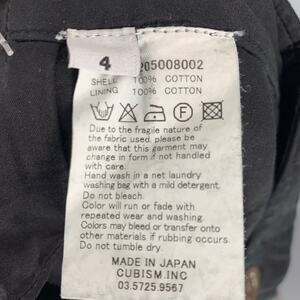 4
205008002
SHELL 100% COTTON
LINING 100% COTTON
Due to the fragile nature of
the fabric used, please be
aware that this garment may
change in form if not handled
with care.
Hand wash in a net laundry
washing bag with a mild detergent.
Do not bleach.
Color will run or fade with
repeated wear and washing.
Colors may bleed or transfer onto
other materials if rubbing occurs.
Do not tumble dry.
MADE IN JAPAN
CUBISM.INC
03.5725.9567